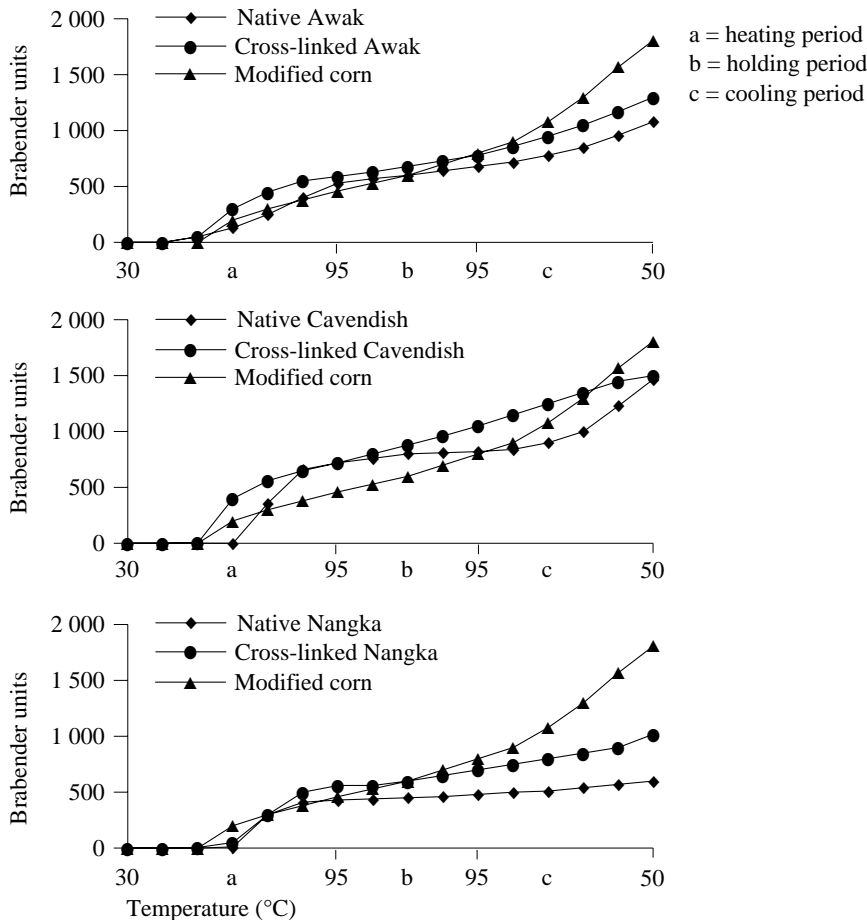 2 000
1 500
1 000
500
0
Brabender units
Native Awak
Cross-linked Awak
Modified corn
a = heating period
b = holding period
c = cooling period
30 a 95 b 95 c 50
2 000
1 500
1 000
500
0
Brabender units
Native Cavendish
Cross-linked Cavendish
Modified corn
30 a 95 b 95 c 50
2 000
1 500
1 000
500
0
Brabender units
Native Nangka
Cross-linked Nangka
Modified corn
30 a 95 b 95 c 50
Temperature (°C)